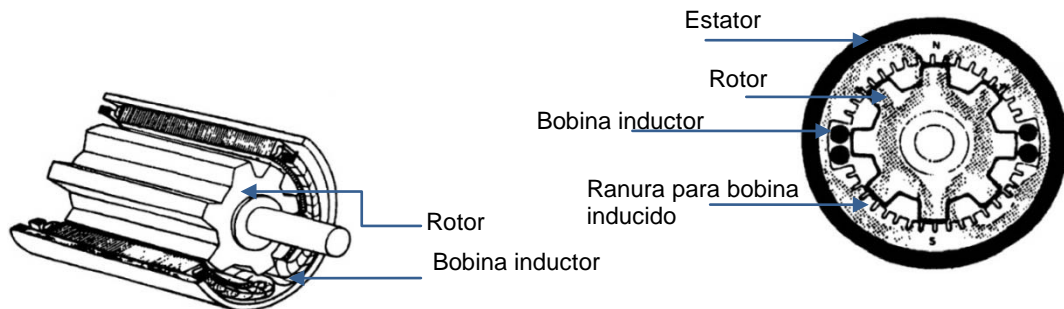 Rotor
Bobina inductor
Estator
N
Rotor
Bobina inductor
Ranura para bobina
inducido
S